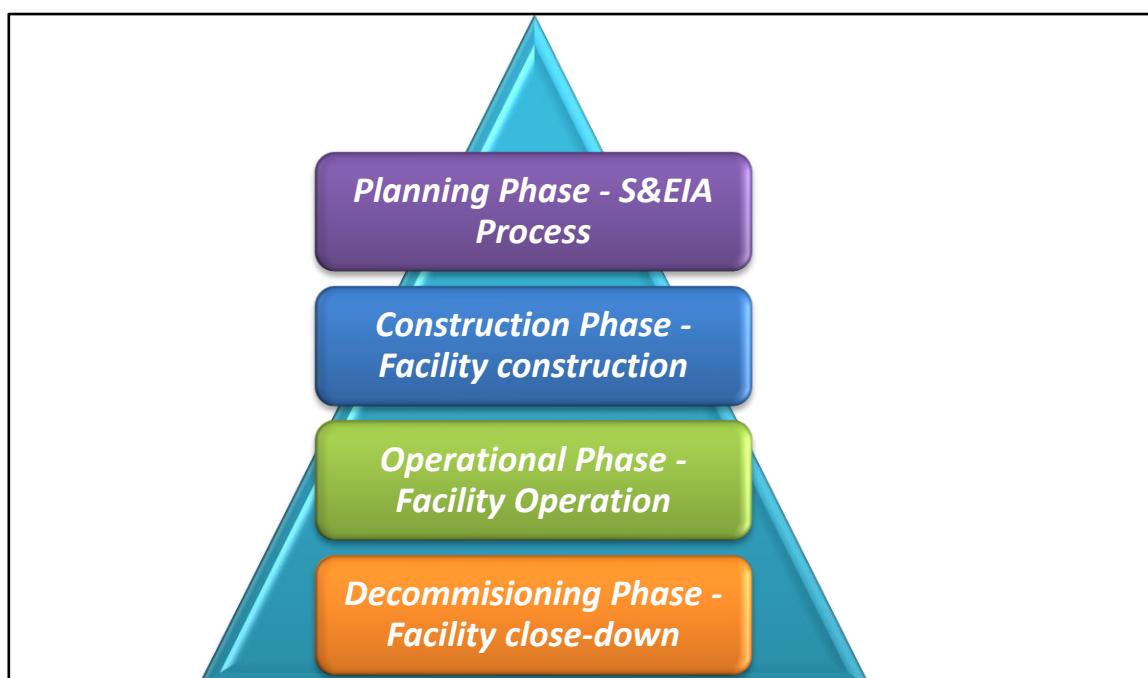 Planning Phase - S&EIA
Process
Construction Phase -
Facility construction
Operational Phase -
Facility Operation
Decommisioning Phase -
Facility close-down